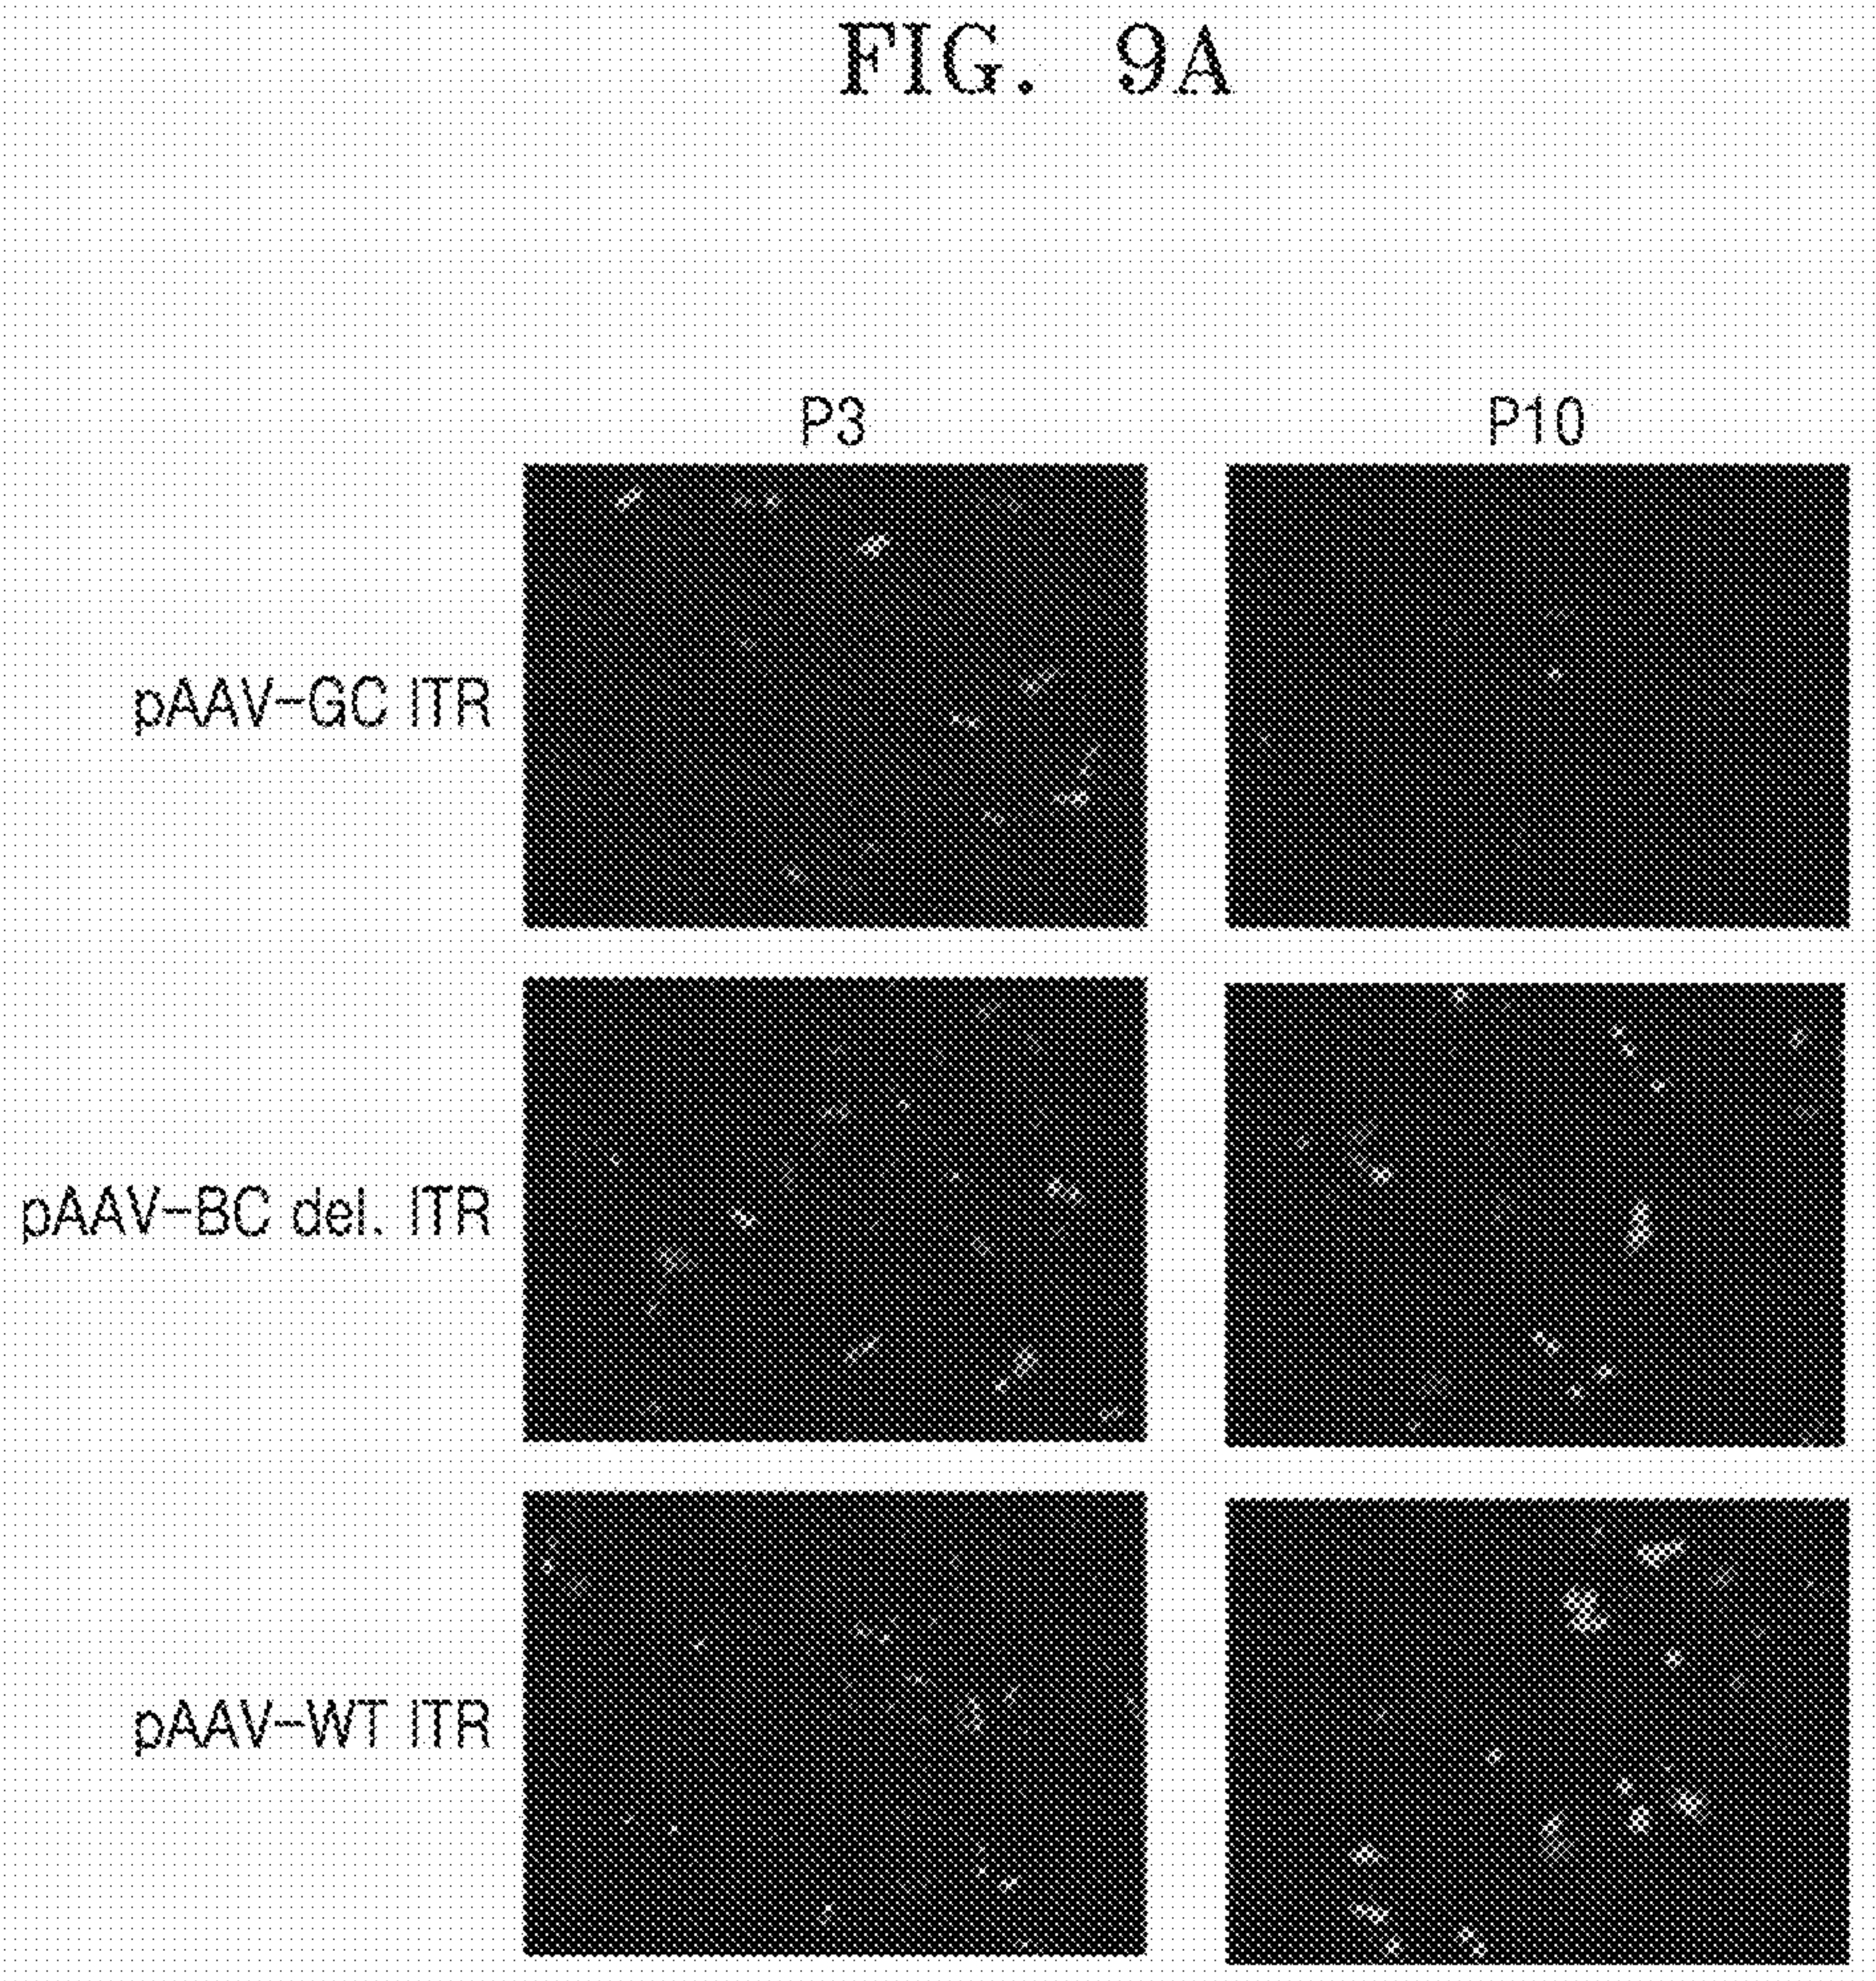 FIG. 9A
P3 P10
pAAV-GC ITR
pAAV-BC del. ITR
pAAV-WT ITR